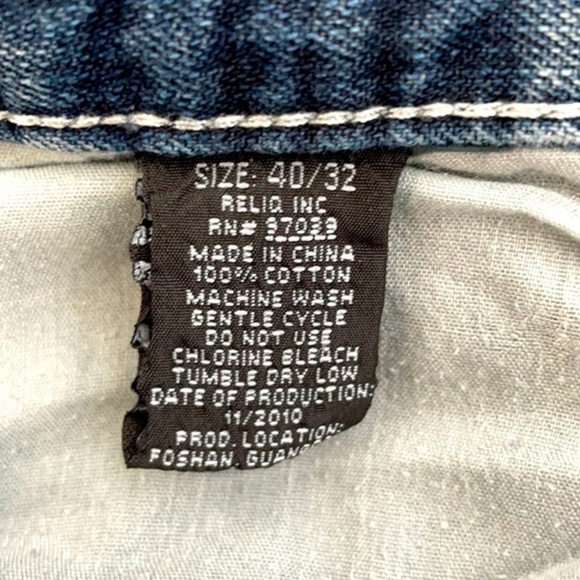 SIZE: 40/32
RELIQ INC
RN# 97039
MADE IN CHINA
100% COTTON
MACHINE WASH
GENTLE CYCLE
DO NOT USE
CHLORINE BLEACH
TUMBLE DRY LOW
DATE OF PRODUCTION:
11/2010
PROD. LOCATION:
FOSHAN,